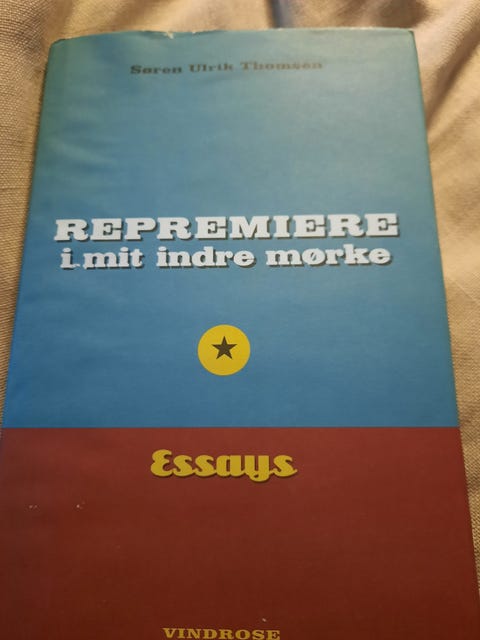 Søren Ulrik Thomsen
REPREMIERE
i mit indre mørke
Essays
VINDROSE